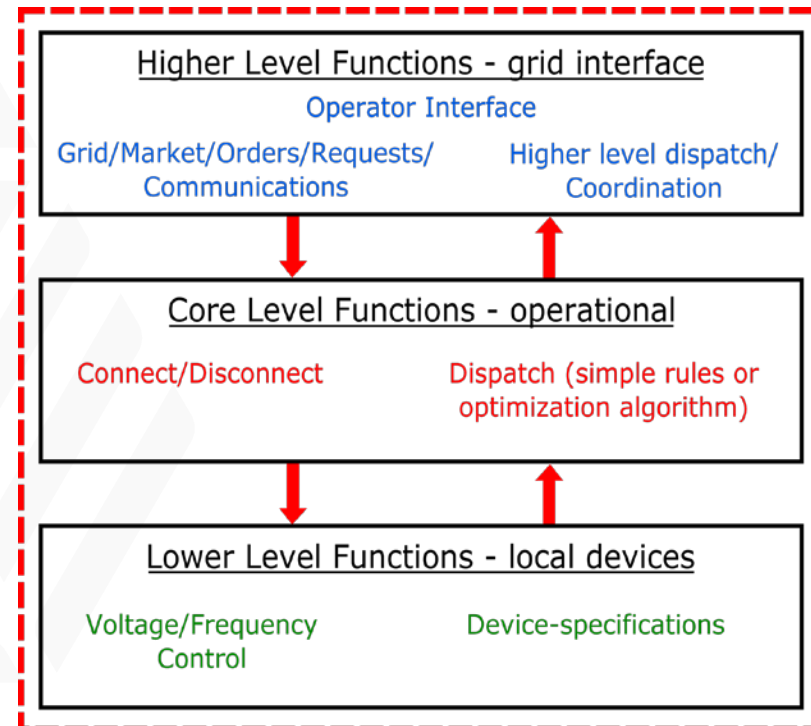 Higher Level Functions - grid interface
Operator Interface
Grid/Market/Orders/Requests/
Communications
Higher level dispatch/
Coordination
Core Level Functions - operational
Connect/Disconnect
Dispatch (simple rules or
optimization algorithm)
Lower Level Functions - local devices
Voltage/Frequency
Control
Device-specifications